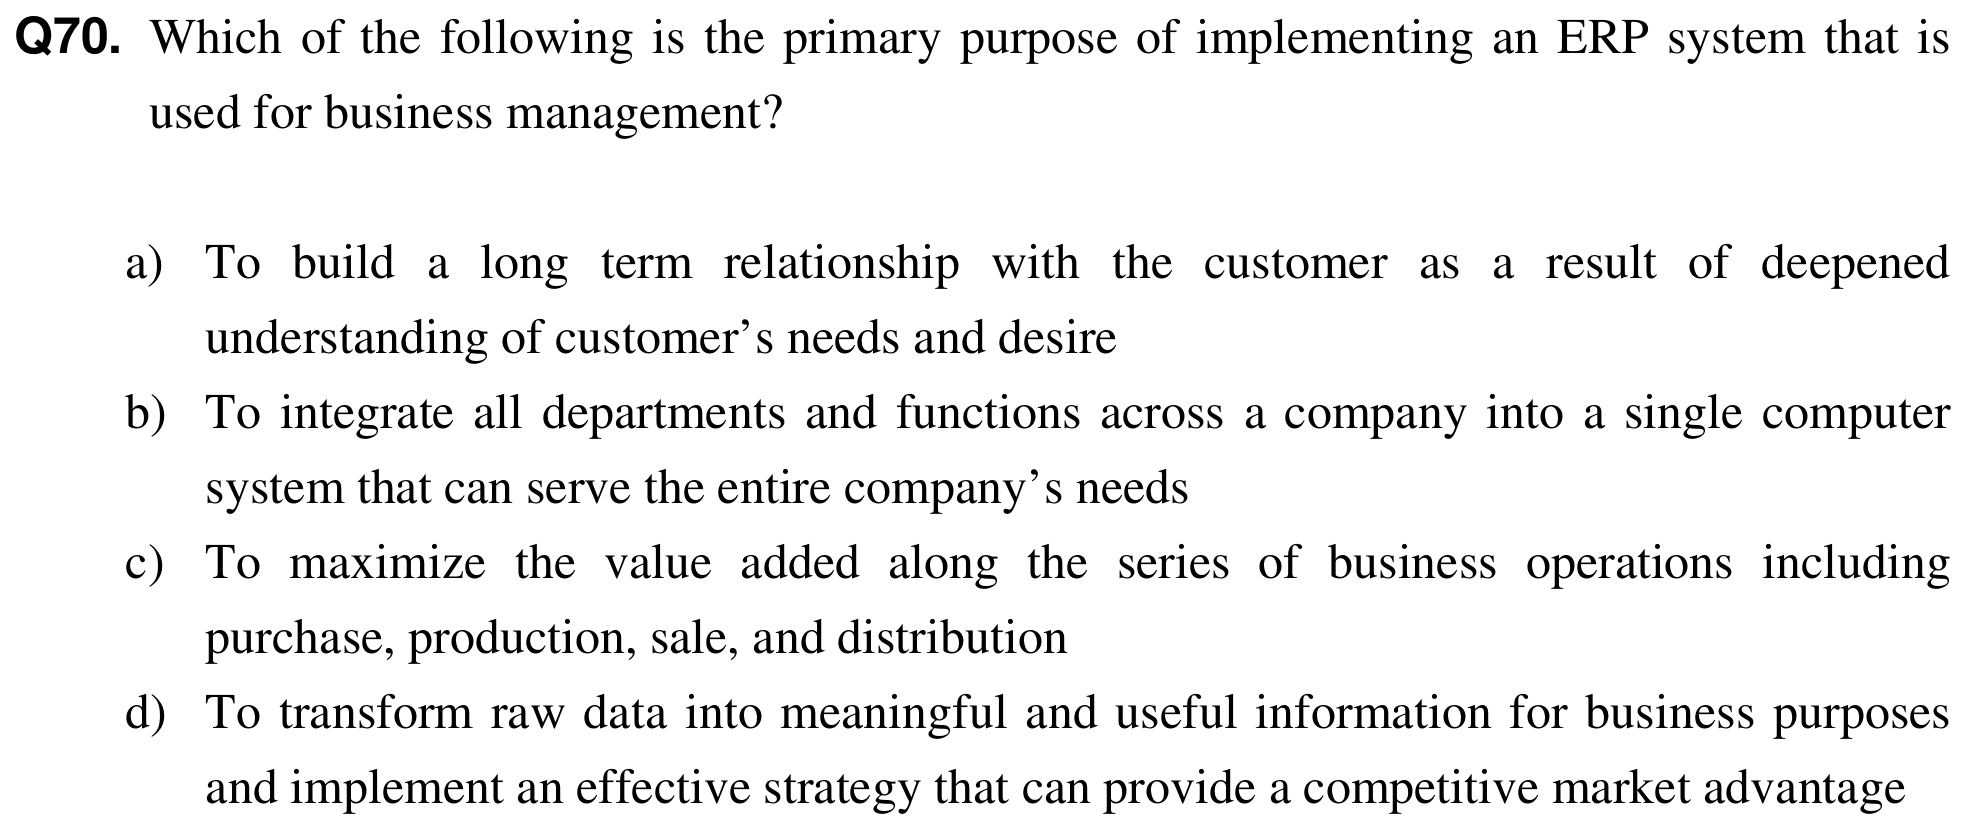 Q70. Which of the following is the primary purpose of implementing an ERP system that is
used for business management?
a) To build a long term relationship with the customer as a result of deepened
understanding of customer’s needs and desire
b) To integrate all departments and functions across a company into a single computer
system that can serve the entire company’s needs
c) To maximize the value added along the series of business operations including
purchase, production, sale, and distribution
d) To transform raw data into meaningful and useful information for business purposes
and implement an effective strategy that can provide a competitive market advantage